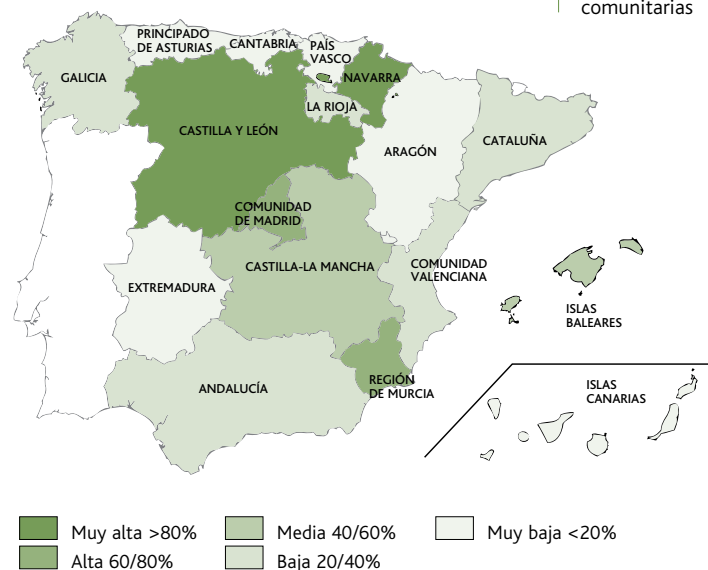 comunitarias
PRINCIPADO
DE ASTURIAS
CANTABRIA
PAÍS
VASCO
GALICIA
NAVARRA
LA RIOJA
CASTILLA Y LEÓN
ARAGÓN
CATALUÑA
COMUNIDAD
DE MADRID
CASTILLA-LA MANCHA
COMUNIDAD
VALENCIANA
EXTREMADURA
ISLAS
BALEARES
ANDALUCÍA
REGIÓN
DE MURCIA
ISLAS
CANARIAS
Muy alta >80%
Media 40/60%
Muy baja <20%
Alta 60/80%
Baja 20/40%